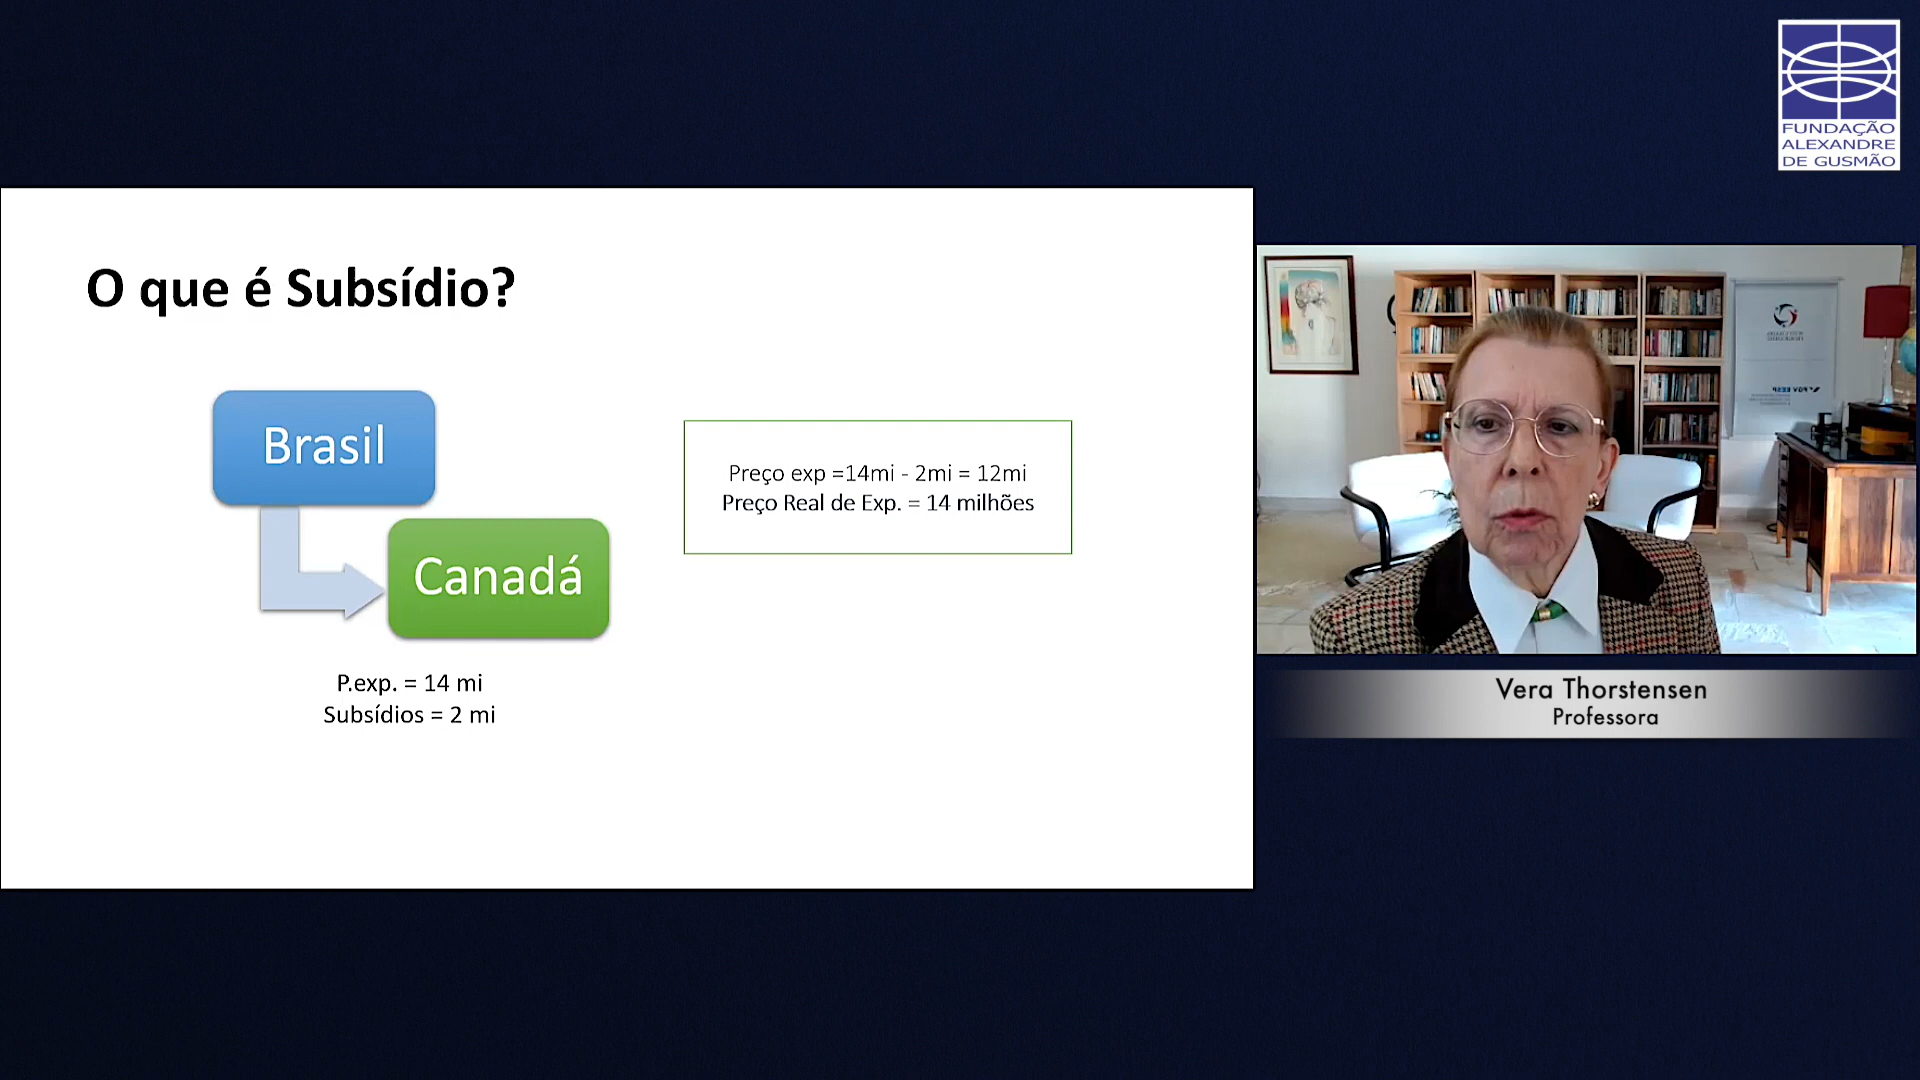 FUNDAÇÃO
ALEXANDRE
DE GUSMÃO
O que é Subsídio?
Brasil
Canadá
P.exp. = 14 mi
Subsídios = 2 mi
Preço exp =14mi - 2mi = 12mi
Preço Real de Exp. = 14 milhões
Vera Thorstensen
Professora